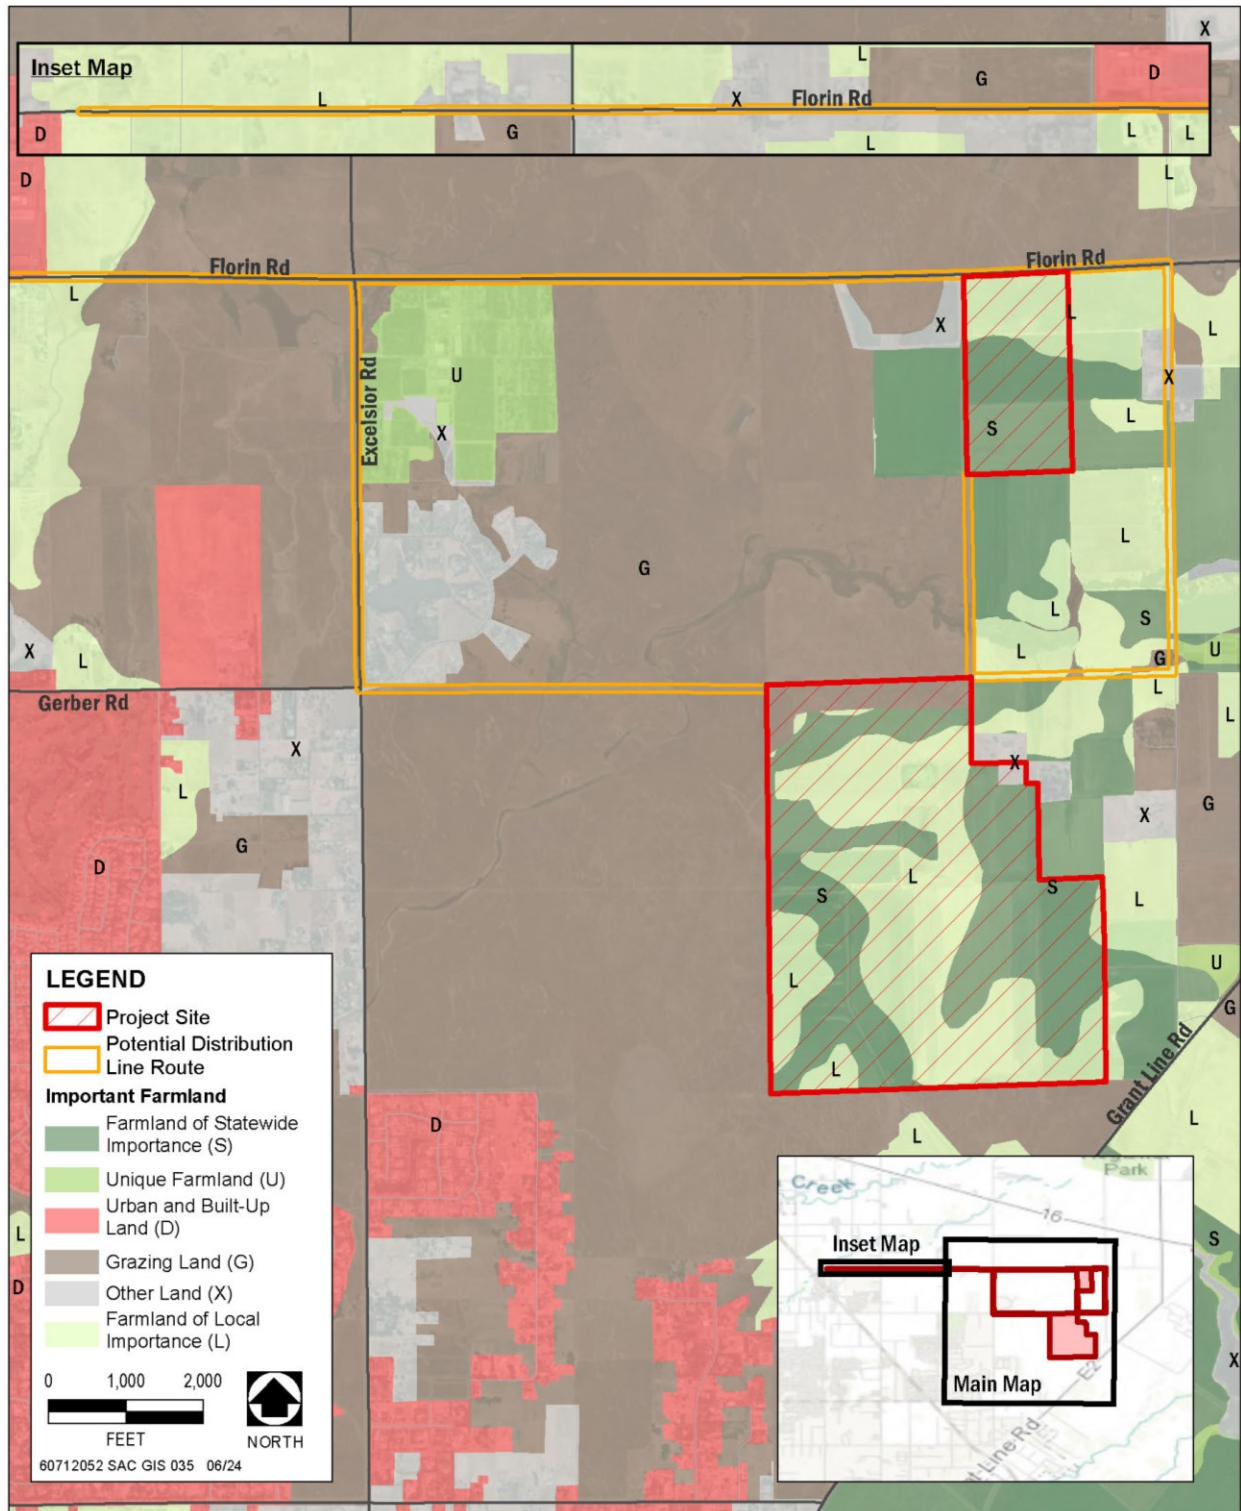 X
Inset Map
L
G
D
L
X
Florin Rd
D
G
L
L
L
D
L
Florin Rd
Florin Rd
L
X
L
L
Excelsior Rd
U
X
X
L
S
L
G
L
L
S
X
L
L
G
U
Gerber Rd
L
L
X
X
L
G
X
D
G
L
S
S
L
L
U
G
L
Grant Line Rd
L
L
D
L
S
D
X
LEGEND
Project Site
Potential Distribution
Line Route
Important Farmland
Farmland of Statewide
Importance (S)
Unique Farmland (U)
Urban and Built-Up
Land (D)
Grazing Land (G)
Other Land (X)
Farmland of Local
Importance (L)
0 1,000 2,000
FEET
NORTH
60712052 SAC GIS 035 06/24
Park
Creek
16
Inset Map
Main Map
E2
Line Rd